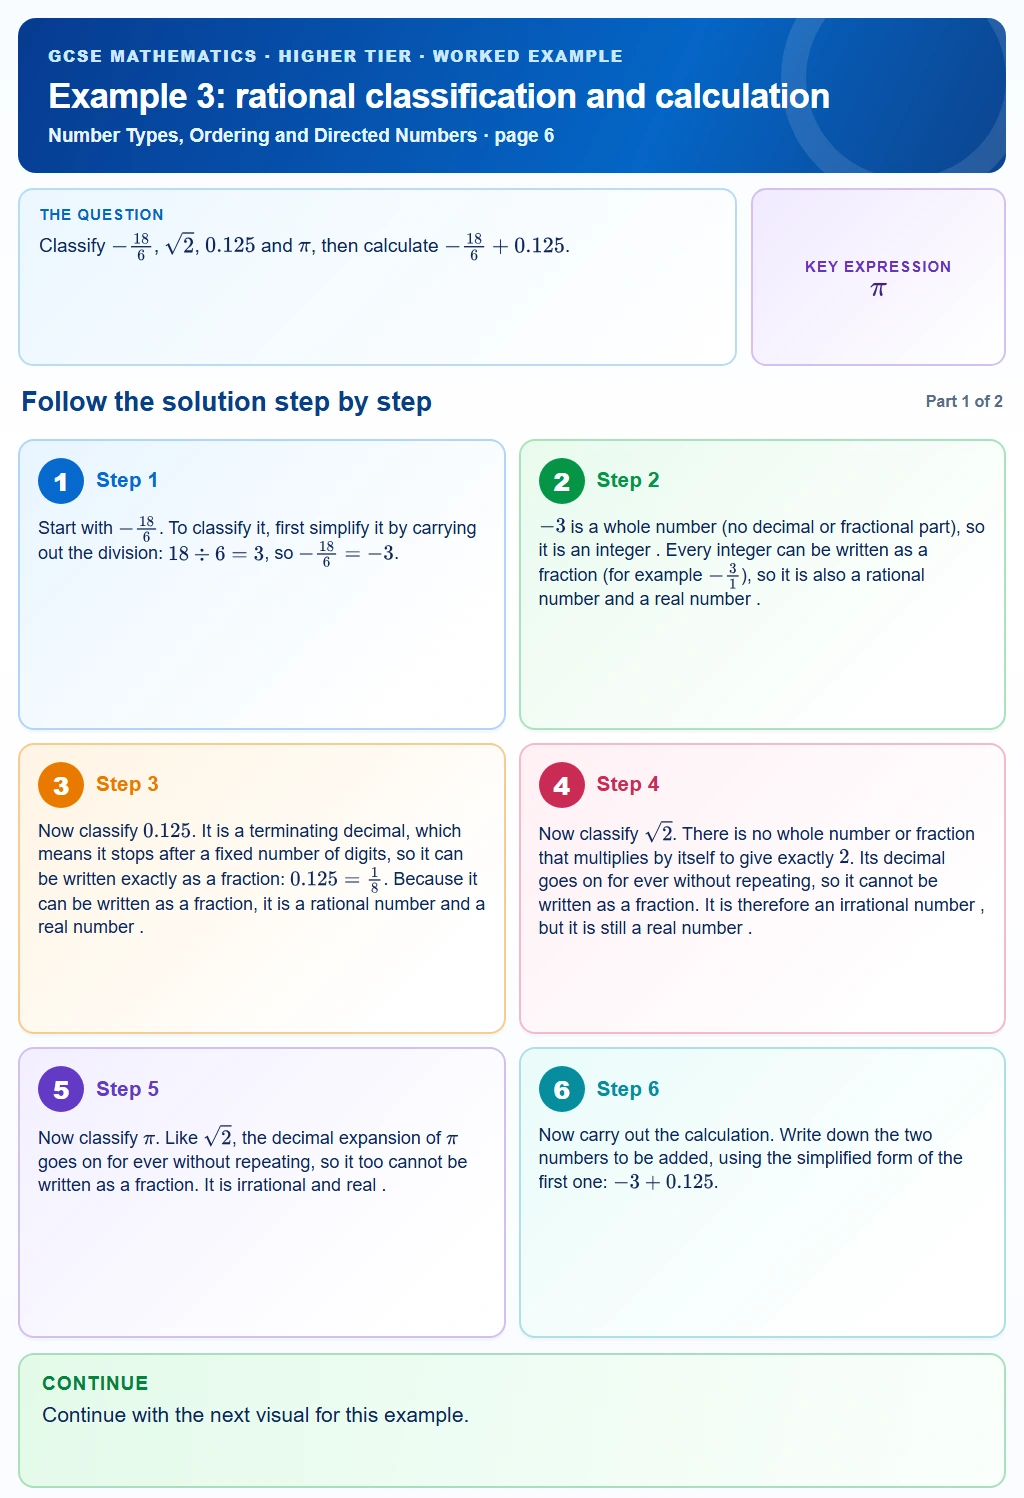 GCSE MATHEMATICS · HIGHER TIER · WORKED EXAMPLE
Example 3: rational classification and calculation
Number Types, Ordering and Directed Numbers · page 6
THE QUESTION
Classify −18/6, √2, 0.125 and π, then calculate −18/6 + 0.125.
KEY EXPRESSION
π
Follow the solution step by step
Part 1 of 2
1 Step 1
Start with −18/6. To classify it, first simplify it by carrying
out the division: 18 ÷ 6 = 3, so −18/6 = −3.
2 Step 2
−3 is a whole number (no decimal or fractional part), so
it is an integer . Every integer can be written as a
fraction (for example −3/1), so it is also a rational
number and a real number .
3 Step 3
Now classify 0.125. It is a terminating decimal, which
means it stops after a fixed number of digits, so it can
be written exactly as a fraction: 0.125 = 1/8. Because it
can be written as a fraction, it is a rational number and a
real number .
4 Step 4
Now classify √2. There is no whole number or fraction
that multiplies by itself to give exactly 2. Its decimal
goes on for ever without repeating, so it cannot be
written as a fraction. It is therefore an irrational number ,
but it is still a real number .
5 Step 5
Now classify π. Like √2, the decimal expansion of π
goes on for ever without repeating, so it too cannot be
written as a fraction. It is irrational and real .
6 Step 6
Now carry out the calculation. Write down the two
numbers to be added, using the simplified form of the
first one: −3 + 0.125.
CONTINUE
Continue with the next visual for this example.